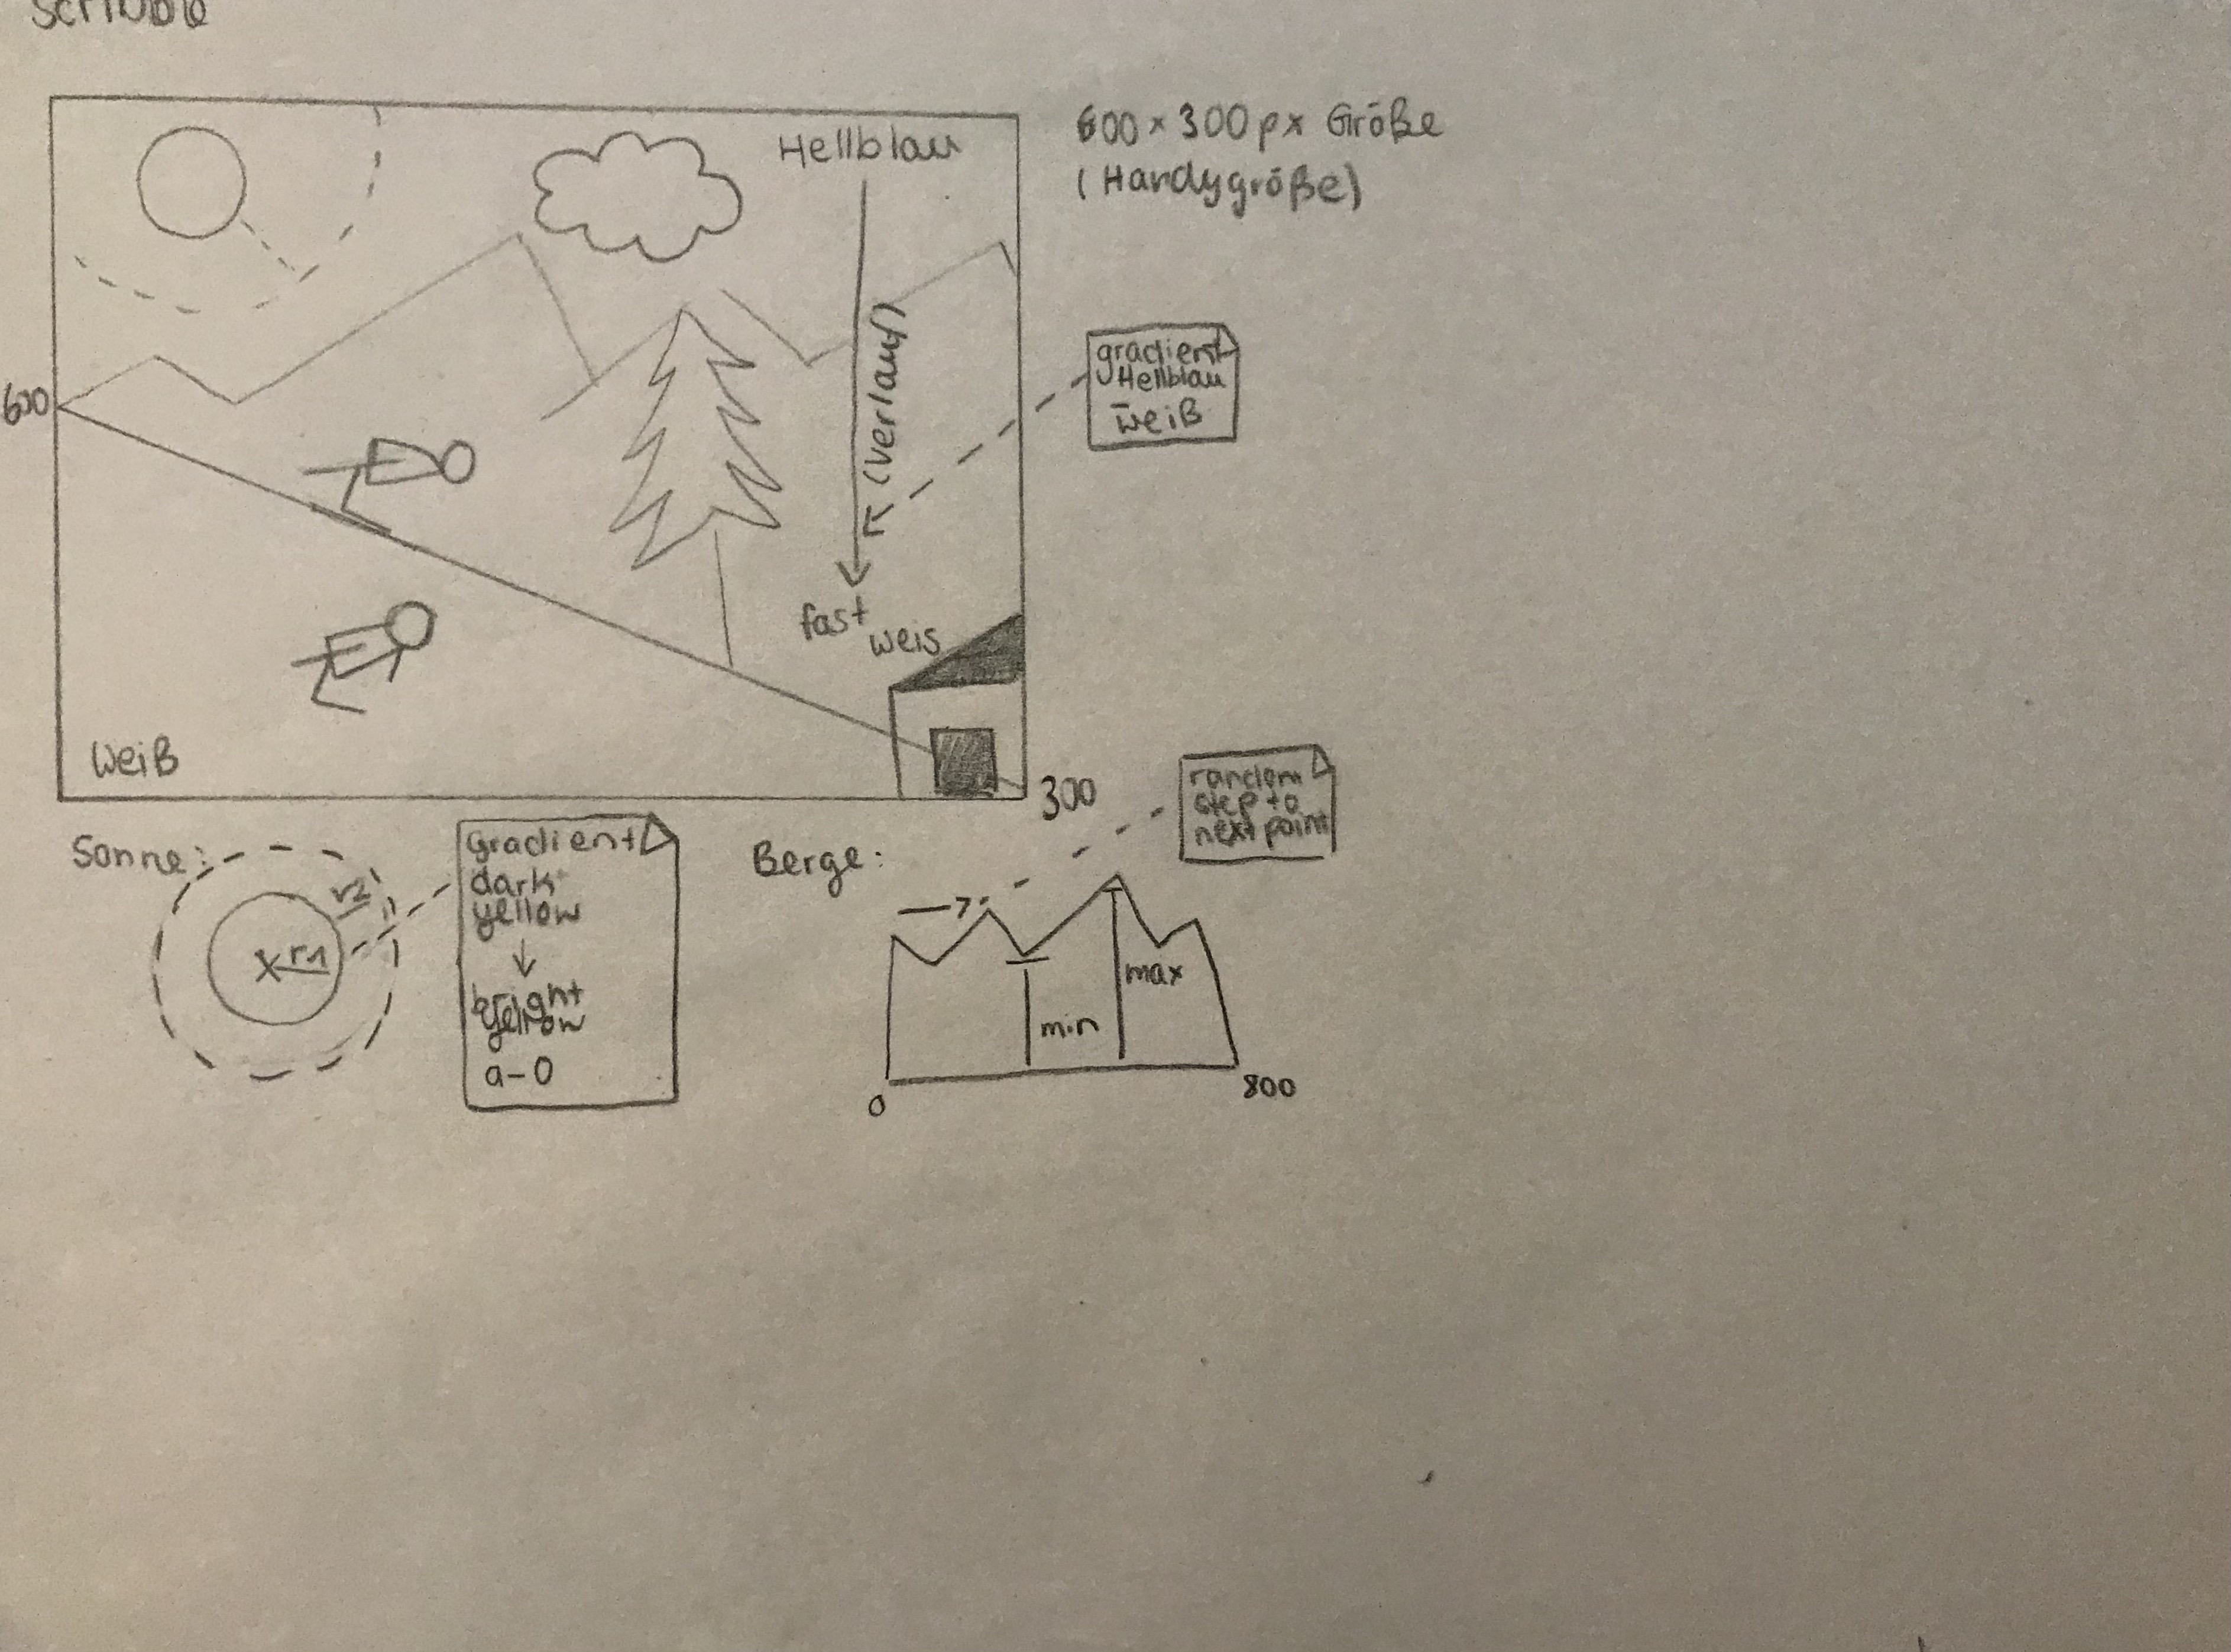 Scribble
600 × 300 px Größe
(Handygröße)
Hellblau
(verlauf)
gradient
Hellblau
- weiß
600
fast
weis
Weiß
300
random
step to
next point
Sonne:
r2
r1
Gradient
dark
yellow
bright
yellow
a-0
Berge:
max
min
0
800